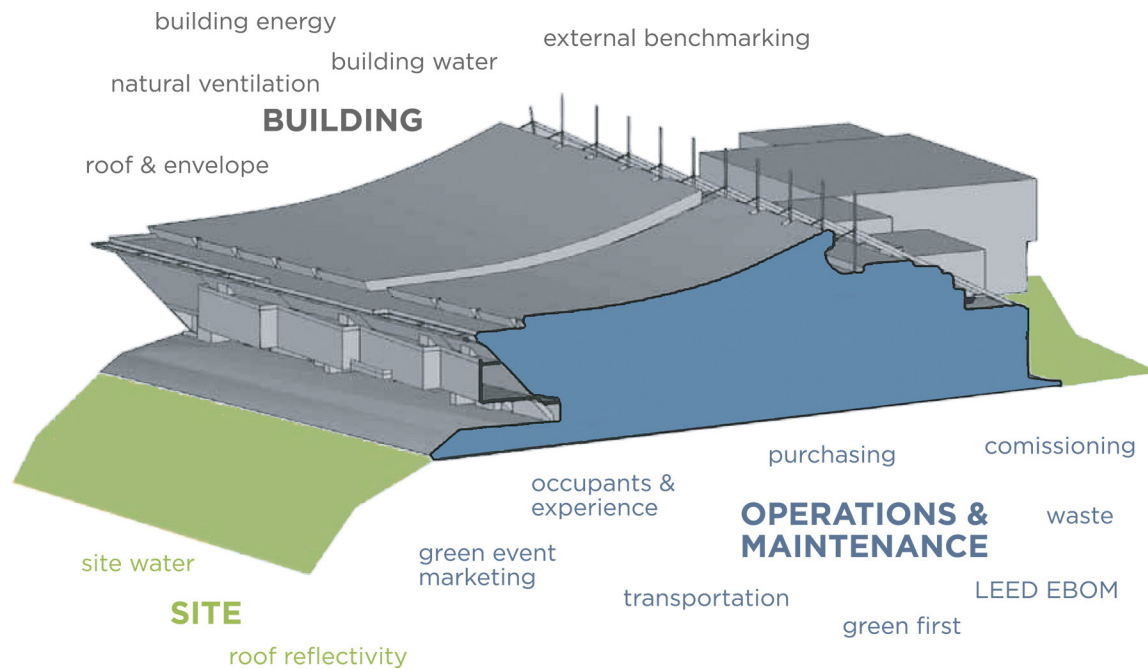 building energy
external benchmarking
building water
natural ventilation
BUILDING
roof & envelope
purchasing
comissioning
occupants &
experience
OPERATIONS &
MAINTENANCE
waste
green event
marketing
LEED EBOM
transportation
green first
site water
SITE
roof reflectivity